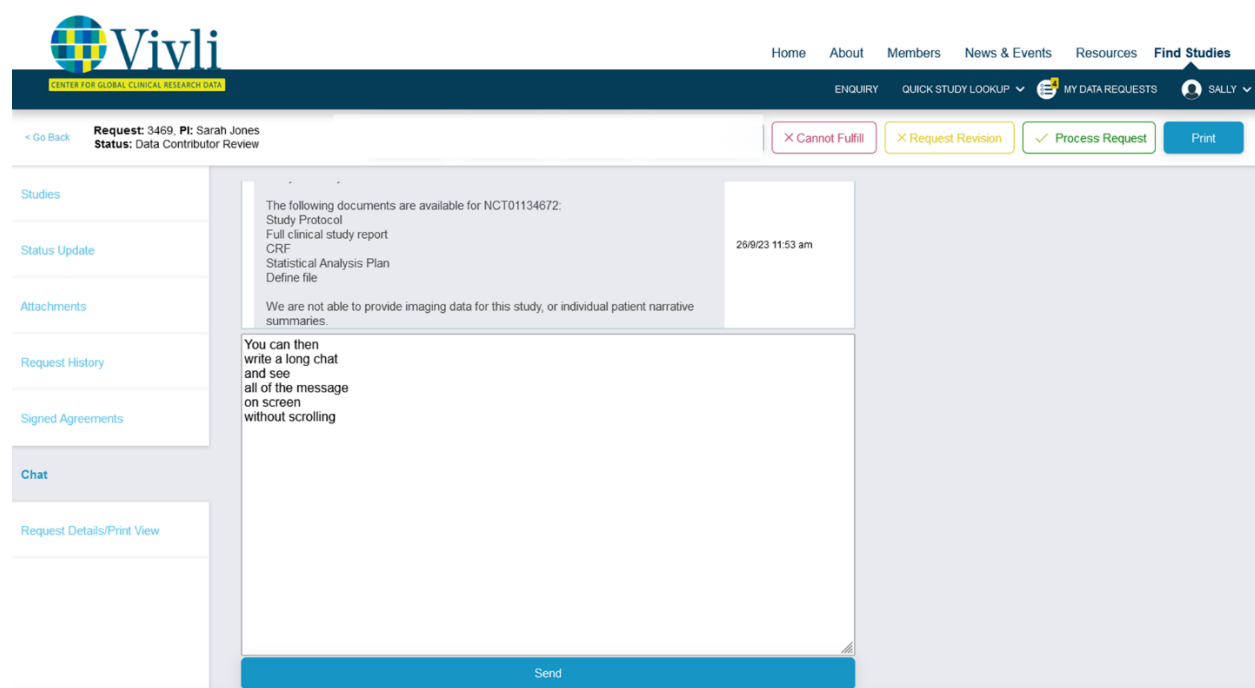 Vivli
CENTER FOR GLOBAL CLINICAL RESEARCH DATA
Home About Members News & Events Resources Find Studies
ENQUIRY QUICK STUDY LOOKUP 4 MY DATA REQUESTS SALLY
< Go Back
Request: 3469, PI: Sarah Jones
Status: Data Contributor Review
Cannot Fulfill Request Revision Process Request Print
Studies
Status Update
Attachments
Request History
Signed Agreements
Chat
Request Details/Print View
The following documents are available for NCT01134672:
Study Protocol
Full clinical study report
CRF
Statistical Analysis Plan
Define file
We are not able to provide imaging data for this study, or individual patient narrative
summaries.
26/9/23 11:53 am
You can then
write a long chat
and see
all of the message
on screen
without scrolling
Send